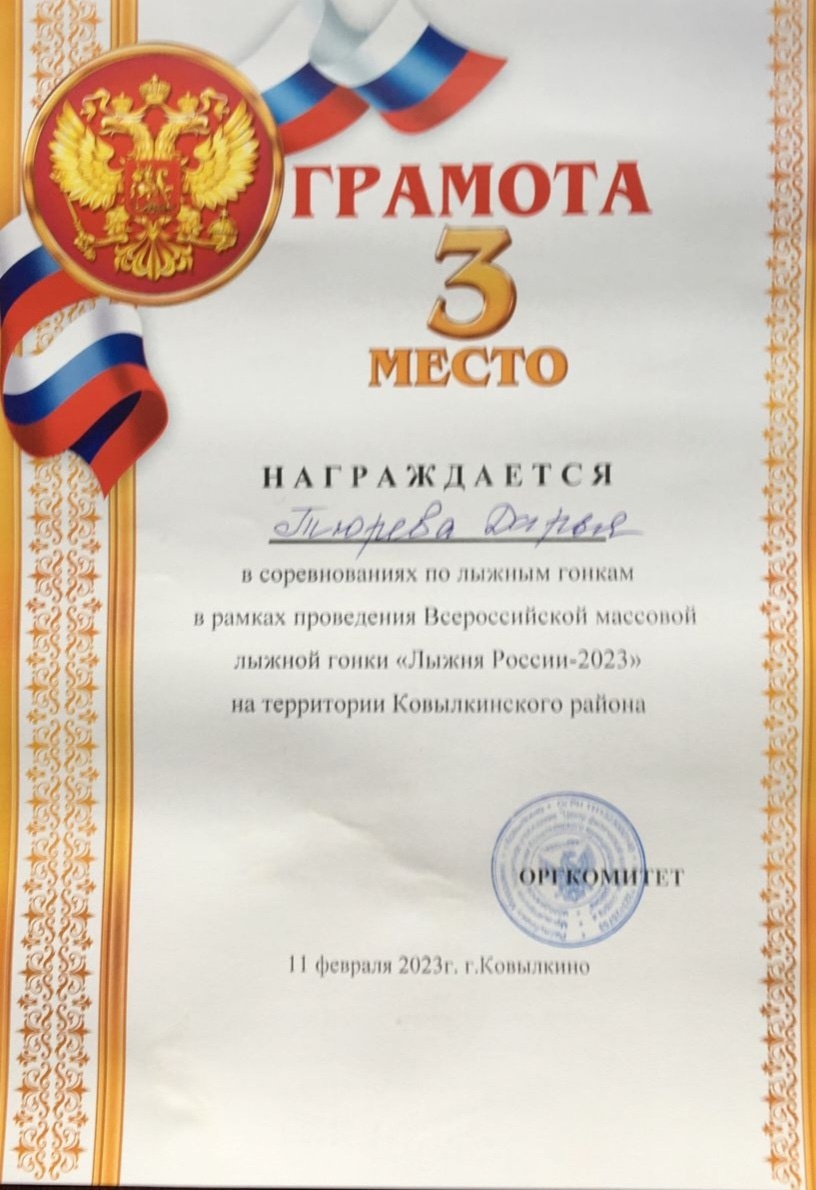 ГРАМОТА
3
МЕСТО
НАГРАЖДАЕТСЯ
Тюрева Дарья
в соревнованиях по лыжным гонкам
в рамках проведения Всероссийской массовой
лыжной гонки «Лыжня России-2023»
на территории Ковылкинского района
ОРГКОМИТЕТ
11 февраля 2023г. г.Ковылкино